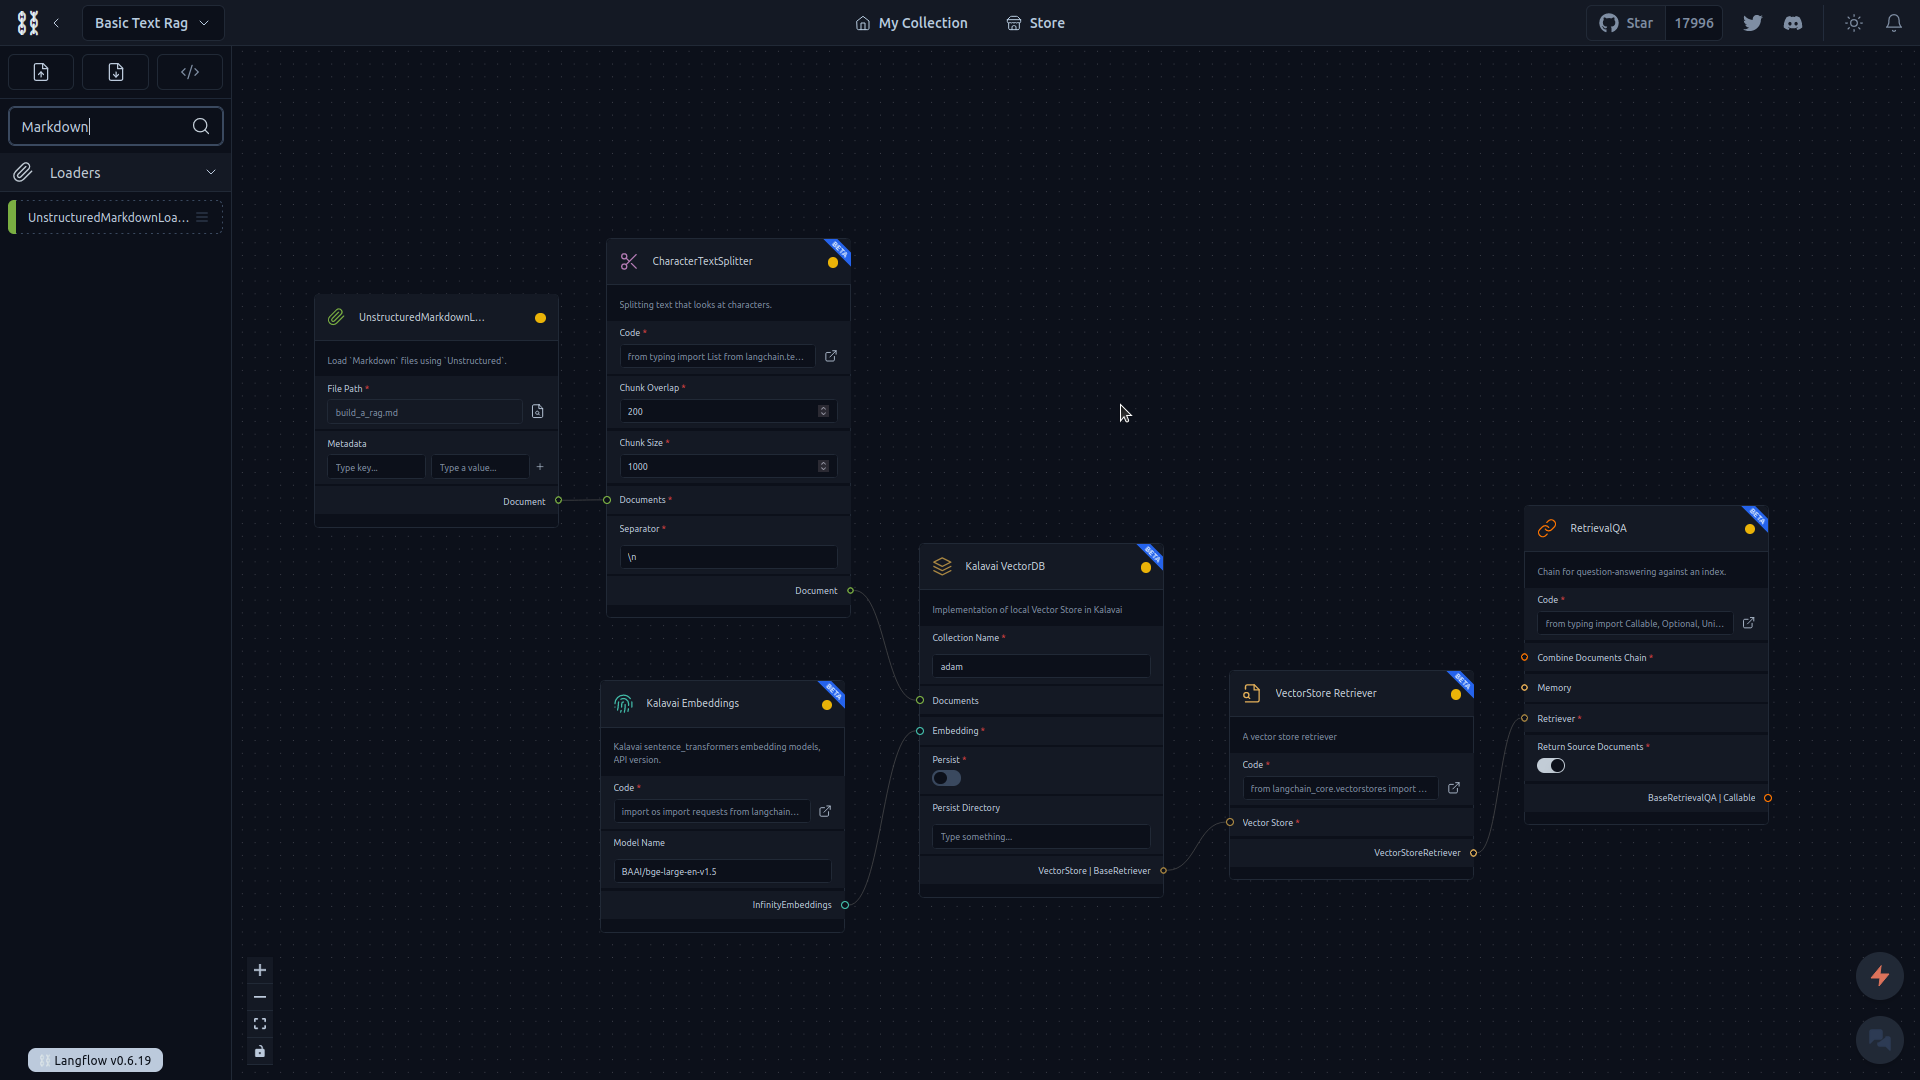 Basic Text Rag
My Collection
Store
Star
17996
Markdown
Loaders
UnstructuredMarkdownLoa...
UnstructuredMarkdownL...
Load `Markdown` files using `Unstructured`.
File Path *
build_a_rag.md
Metadata
Type key...
Type a value...
Document
BETA
CharacterTextSplitter
Splitting text that looks at characters.
Code *
from typing import List from langchain.te...
Chunk Overlap *
200
Chunk Size *
1000
Documents *
Separator *
\n
Document
BETA
Kalavai Embeddings
Kalavai sentence_transformers embedding models,
API version.
Code *
import os import requests from langchain...
Model Name
BAAI/bge-large-en-v1.5
InfinityEmbeddings
BETA
Kalavai VectorDB
Implementation of local Vector Store in Kalavai
Collection Name *
adam
Documents
Embedding *
Persist *
Persist Directory
Type something...
VectorStore | BaseRetriever
BETA
VectorStore Retriever
A vector store retriever
Code *
from langchain_core.vectorstores import ...
Vector Store *
VectorStoreRetriever
BETA
RetrievalQA
Chain for question-answering against an index.
Code *
from typing import Callable, Optional, Uni...
Combine Documents Chain *
Memory
Retriever *
Return Source Documents *
BaseRetrievalQA | Callable
Langflow v0.6.19